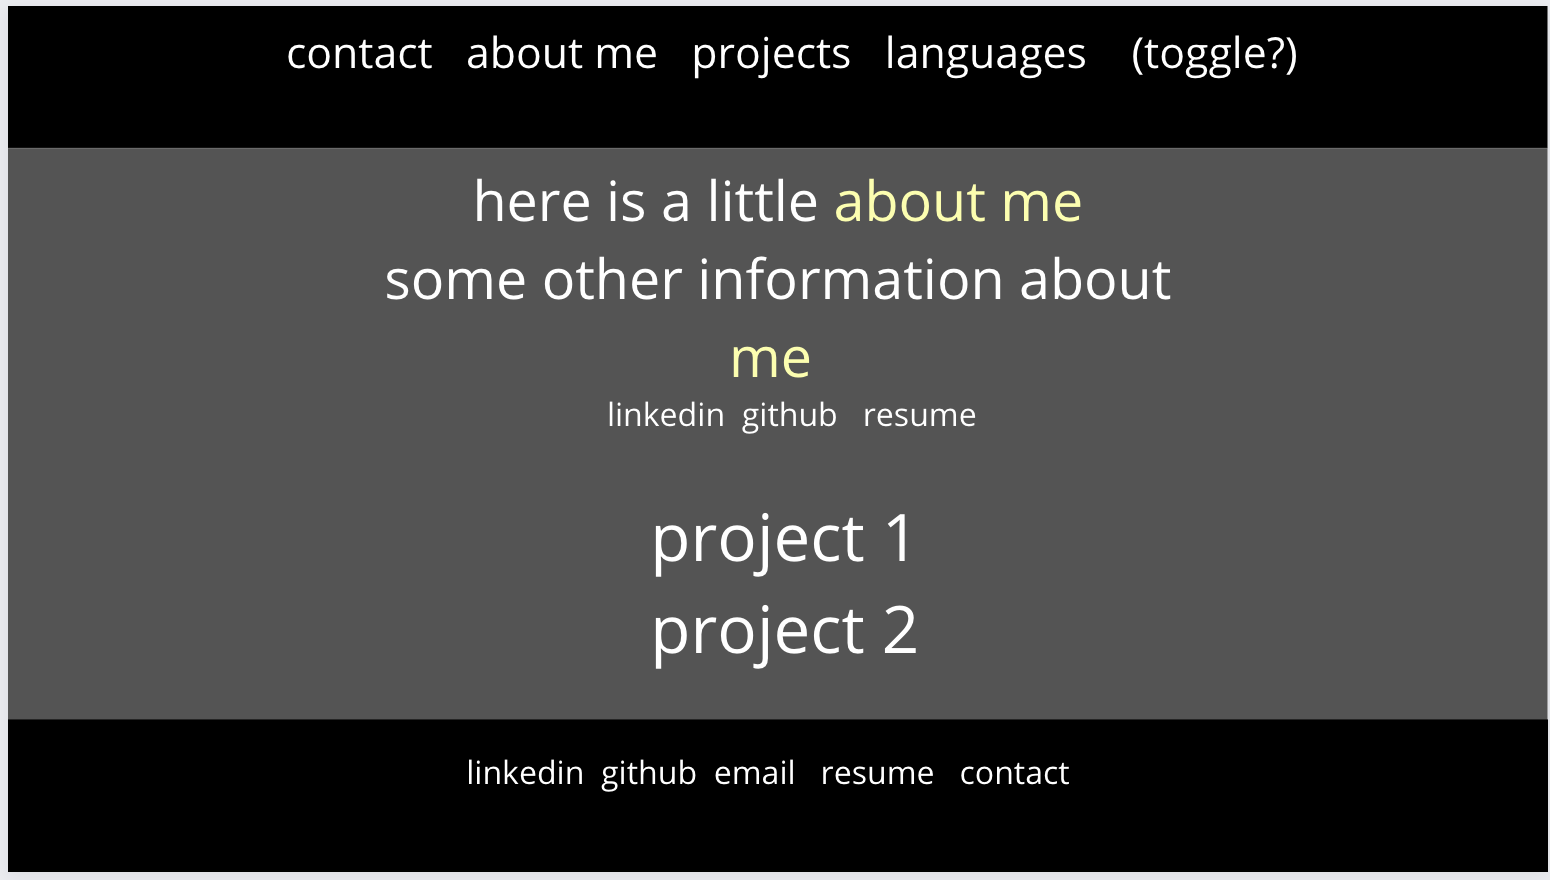 contact about me projects languages (toggle?)
here is a little about me
some other information about
me
linkedin github resume
project 1
project 2
linkedin github email resume contact